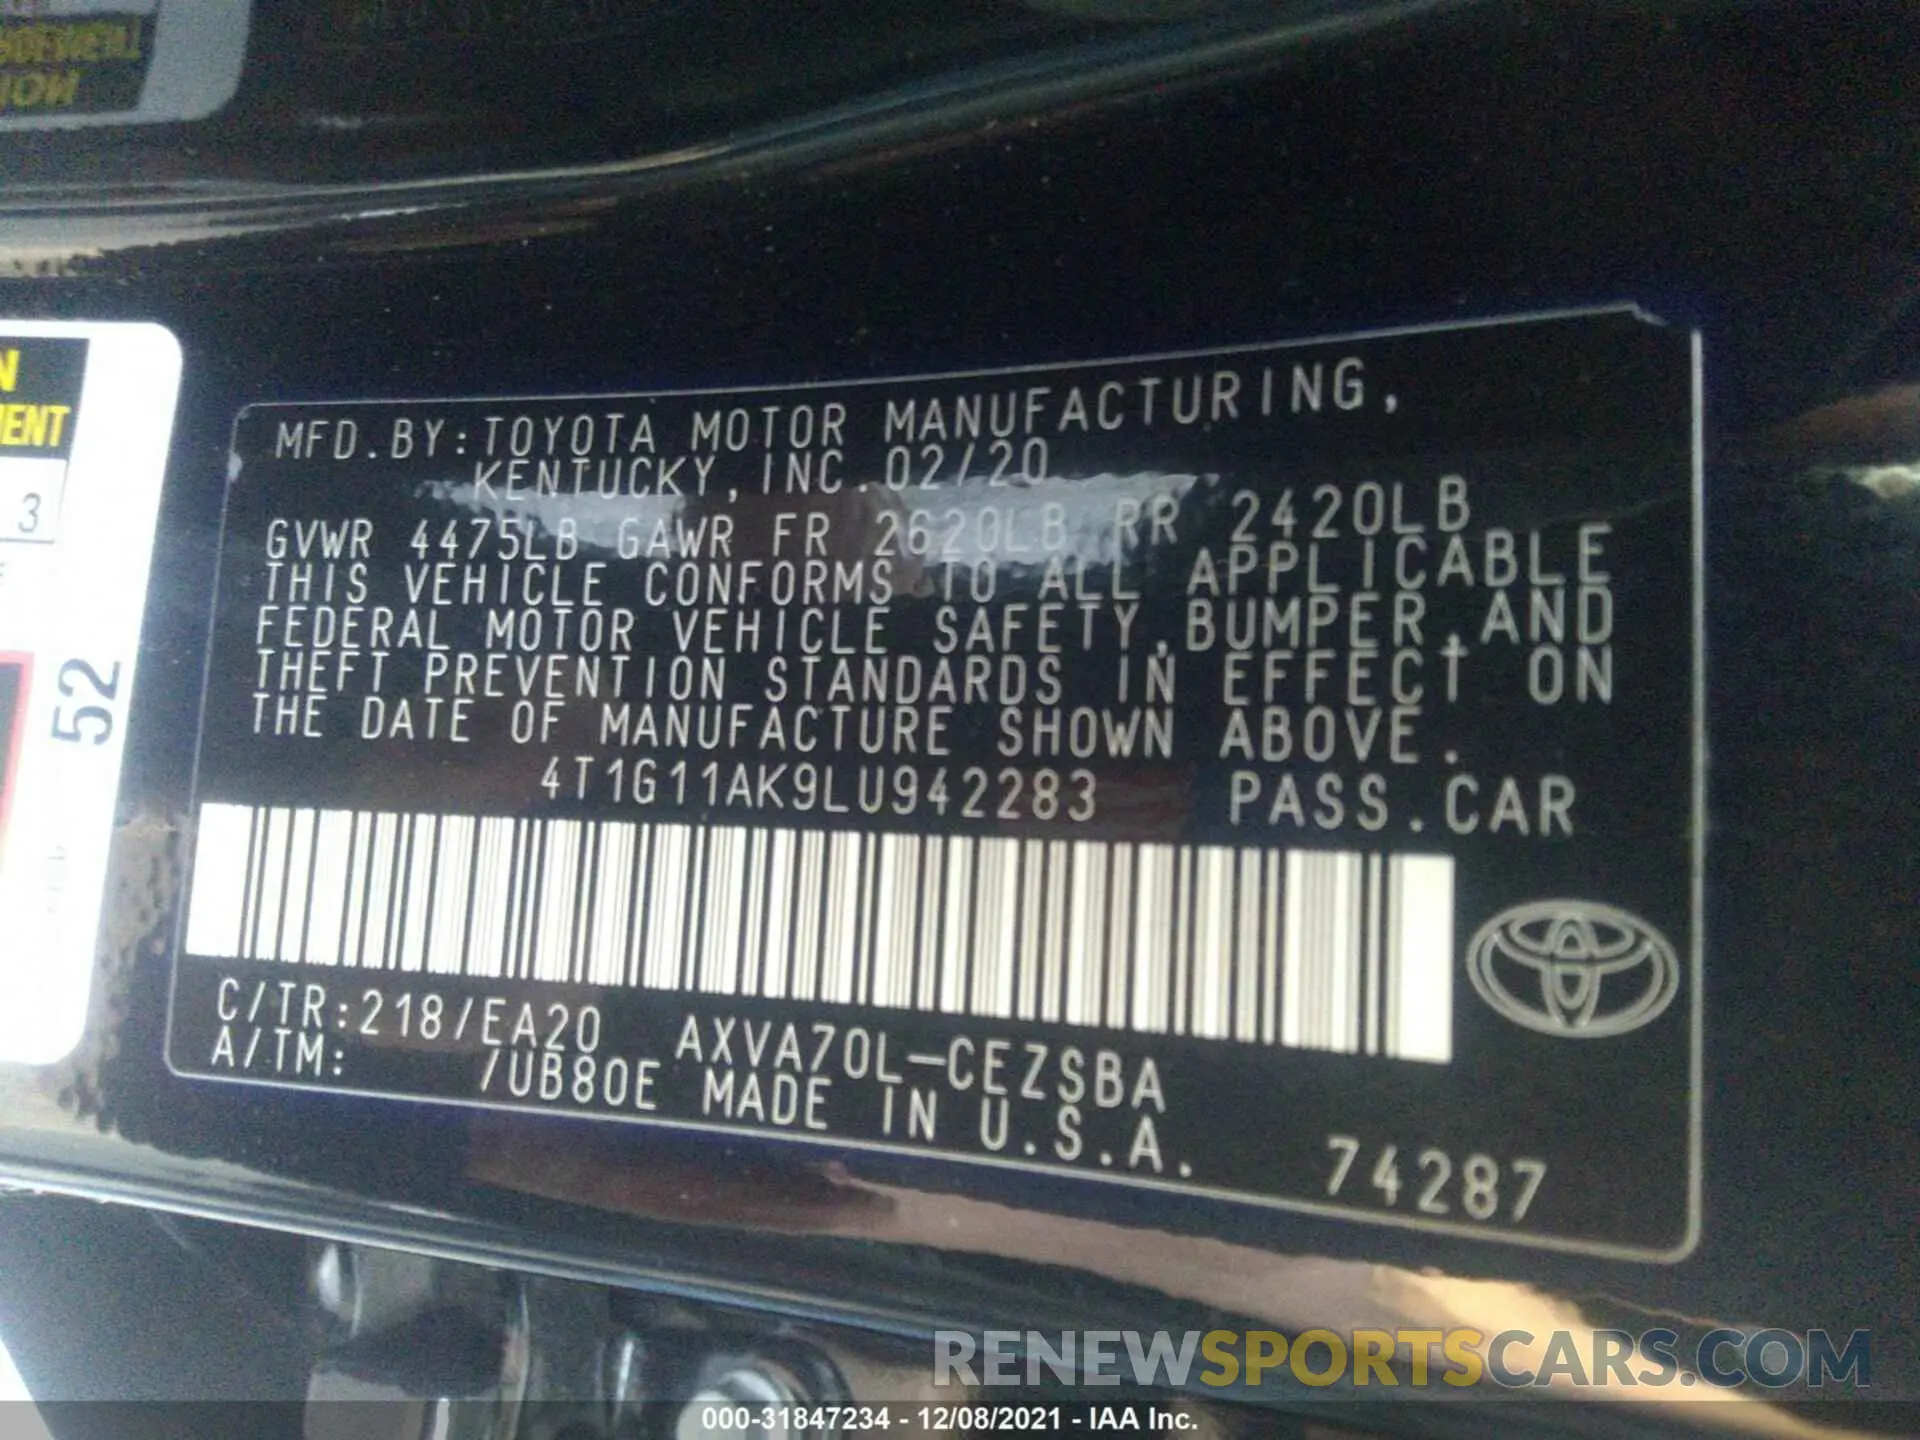 N
MENT
3
52
MFD.BY:TOYOTA MOTOR MANUFACTURING,
KENTUCKY, INC.02/20
GVWR 4475LB GAWR FR 2620LB RR 2420LB
THIS VEHICLE CONFORMS TO ALL APPLICABLE
FEDERAL MOTOR VEHICLE SAFETY,BUMPER,AND
THEFT PREVENTION STANDARDS IN EFFECT ON
THE DATE OF MANUFACTURE SHOWN ABOVE.
4T1G11AK9LU942283 PASS.CAR
C/TR:218/EA20 AXVA70L-CEZSBA
A/TM: /UB80E MADE IN U.S.A.
74287
RENEWSPORTSCARS.COM
000-31847234 - 12/08/2021 - IAA Inc.